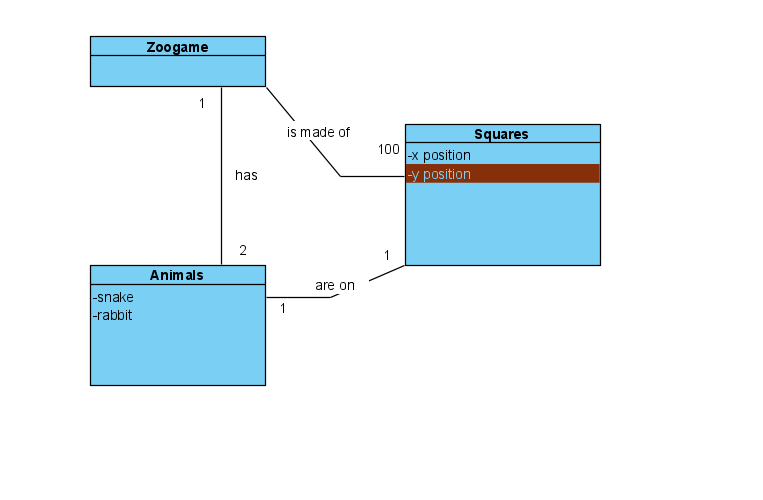 Zoogame
1
is made of
Squares
100
-x position
-y position
has
2
1
Animals
are on
-snake
1
-rabbit